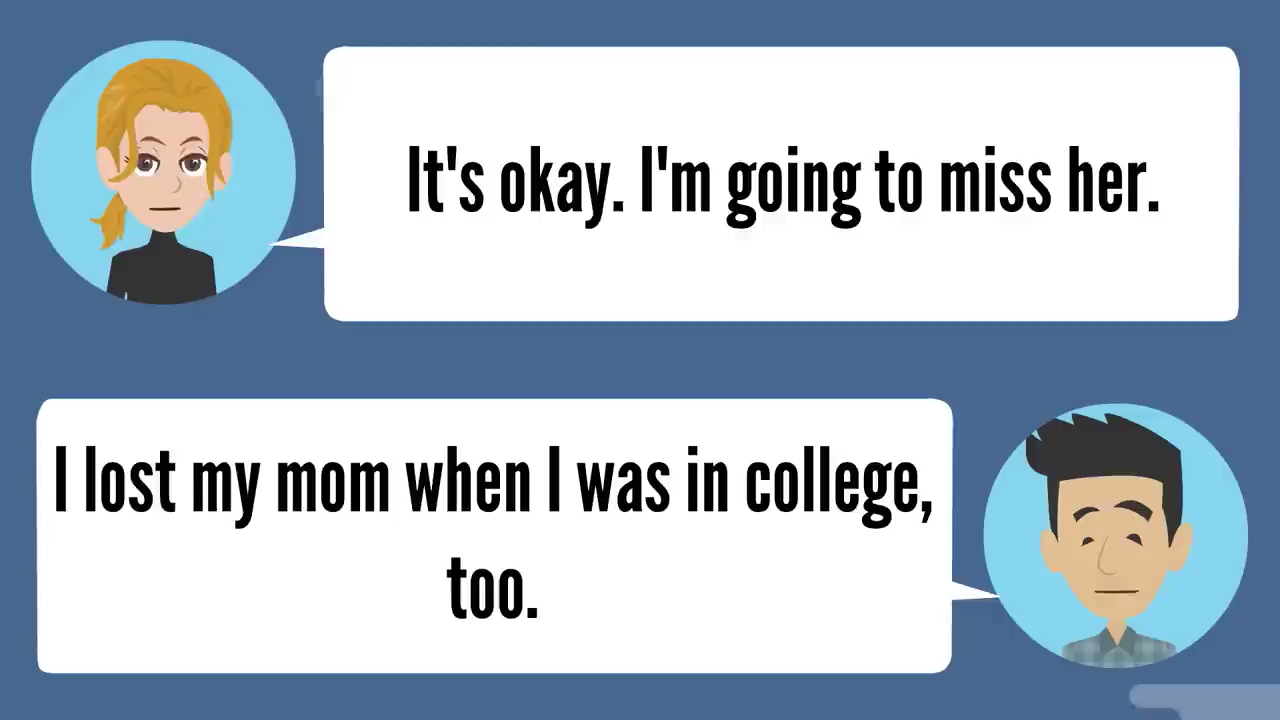 It's okay. I'm going to miss her.
I lost my mom when I was in college,
too.